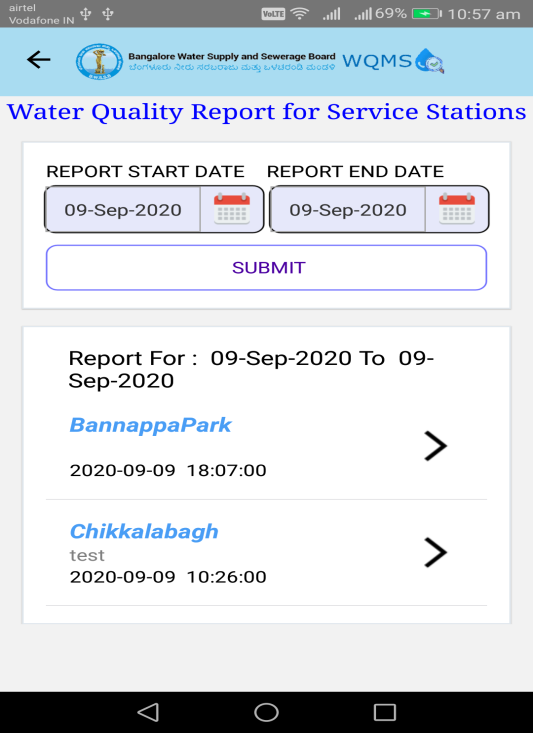 airtel
Vodafone IN
VoLTE 69% 10:57 am
Bangalore Water Supply and Sewerage Board
ಬೆಂಗಳೂರು ನೀರು ಸರಬರಾಜು ಮತ್ತು ಒಳಚರಂಡಿ ಮಂಡಳಿ
WQMS
Water Quality Report for Service Stations
REPORT START DATE REPORT END DATE
09-Sep-2020 09-Sep-2020
SUBMIT
Report For : 09-Sep-2020 To 09-
Sep-2020
BannappaPark
2020-09-09 18:07:00
Chikkalabagh
test
2020-09-09 10:26:00